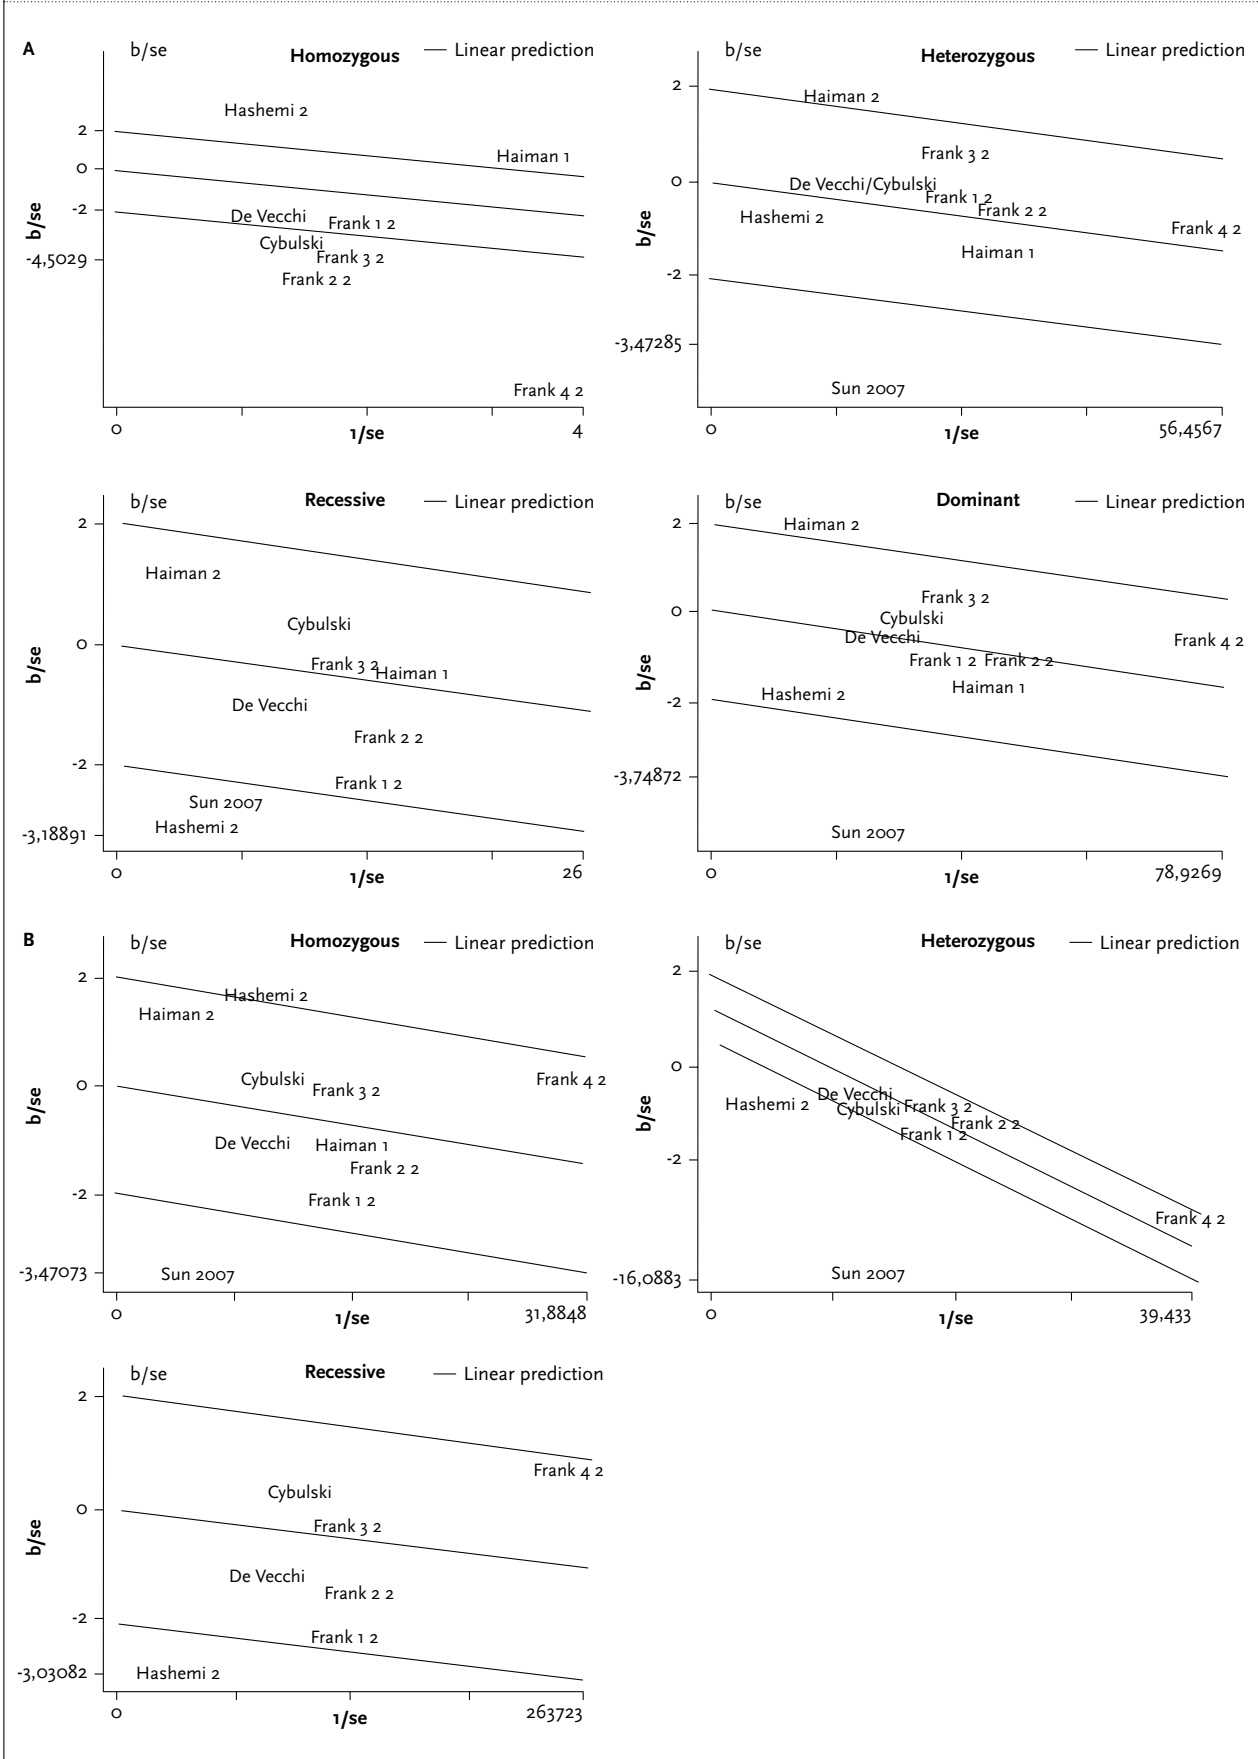 A
b/se
Homozygous
Linear prediction
Hashemi 2
2
Haiman 1
0
-2
De Vecchi
Frank 1 2
b/se
Cybulski
-4,5029
Frank 3 2
Frank 2 2
Frank 4 2
0
1/se
4
b/se
Heterozygous
Linear prediction
2
Haiman 2
Frank 3 2
0
De Vecchi/Cybulski
Frank 1 2
Frank 2 2
Hashemi 2
b/se
Frank 4 2
Haiman 1
-2
-3,47285
Sun 2007
0
1/se
56,4567
b/se
Recessive
Linear prediction
2
Haiman 2
Cybulski
0
Frank 3 2
Haiman 1
b/se
De Vecchi
Frank 2 2
-2
Frank 1 2
Sun 2007
Hashemi 2
-3,18891
0
1/se
26
b/se
Dominant
Linear prediction
2
Haiman 2
Frank 3 2
0
Cybulski
De Vecchi
Frank 4 2
Frank 1 2
Frank 2 2
b/se
Haiman 1
Hashemi 2
-2
-3,74872
Sun 2007
0
1/se
78,9269
B
b/se
Homozygous
Linear prediction
2
Hashemi 2
Haiman 2
0
Cybulski
Frank 4 2
Frank 3 2
b/se
De Vecchi
Haiman 1
Frank 2 2
-2
Frank 1 2
-3,47073
Sun 2007
0
1/se
31,8848
b/se
Heterozygous
Linear prediction
2
0
De Vecchi
Hashemi 2
Cybulski
Frank 3 2
b/se
Frank 2 2
Frank 1 2
-2
Frank 4 2
-16,0883
Sun 2007
0
1/se
39,433
b/se
Recessive
Linear prediction
2
Frank 4 2
Cybulski
0
Frank 3 2
b/se
De Vecchi
Frank 2 2
-2
Frank 1 2
-3,03082
Hashemi 2
0
1/se
263723